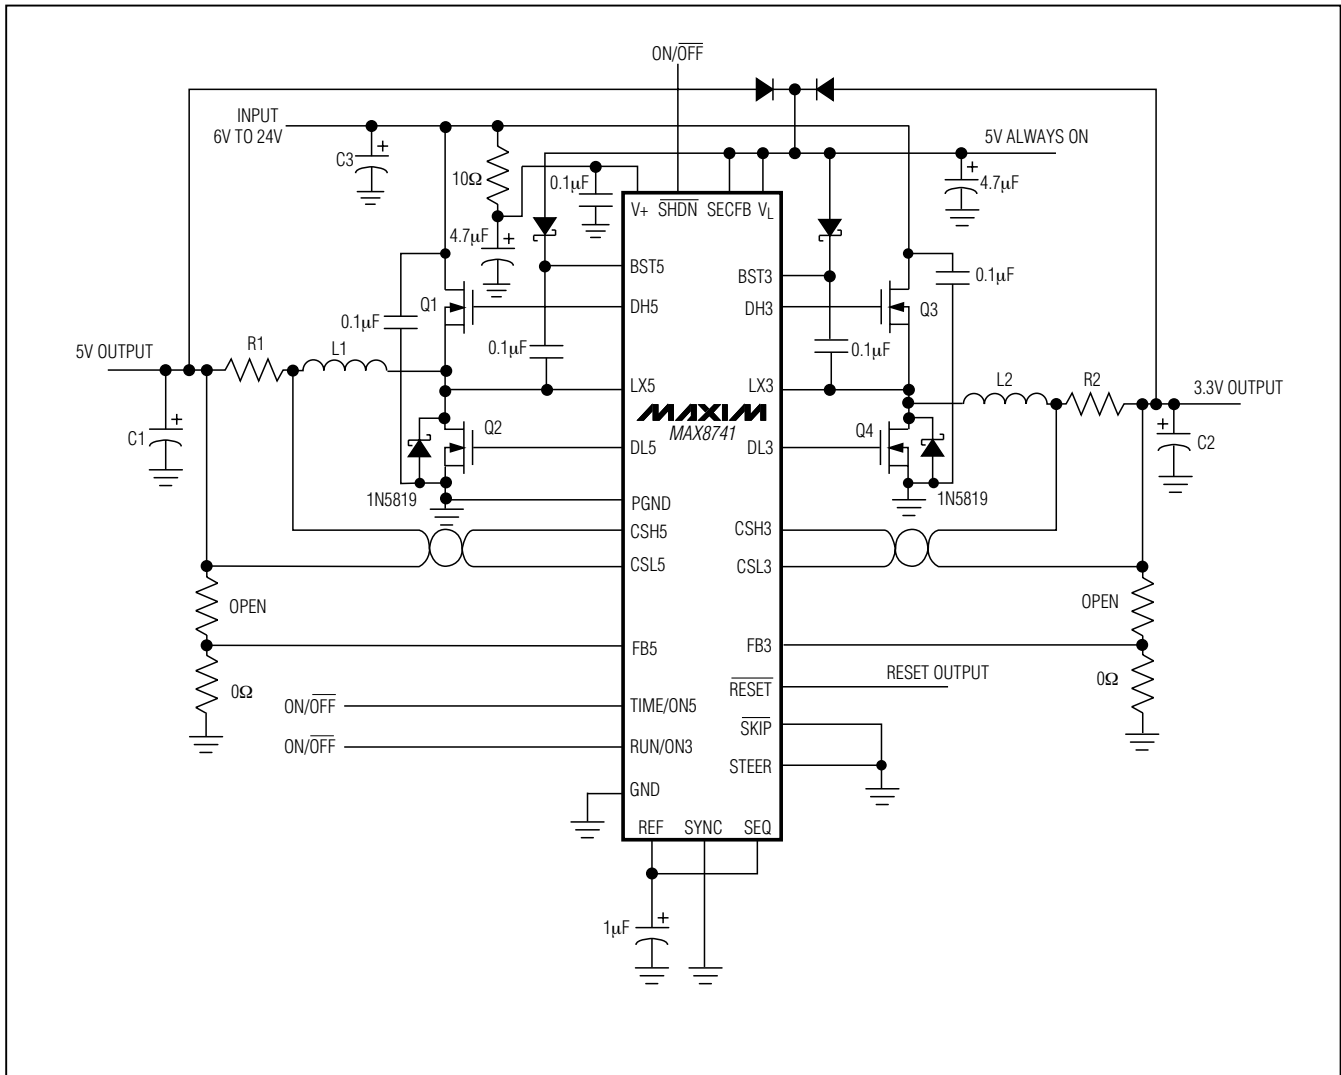 ON/OFF
INPUT
6V TO 24V
5V ALWAYS ON
C3
+
10Ω
0.1μF
+
4.7μF
V+ SHDN SECFB VL
4.7μF
+
BST5
BST3
0.1μF
Q1
DH5
DH3
Q3
0.1μF
5V OUTPUT
R1
L1
0.1μF
0.1μF
LX5
LX3
L2
R2
3.3V OUTPUT
MAXIM
MAX8741
+
C1
Q2
Q4
+
C2
DL5
DL3
1N5819
1N5819
PGND
CSH5
CSH3
CSL5
CSL3
OPEN
OPEN
FB5
FB3
0Ω
RESET OUTPUT
0Ω
RESET
ON/OFF
TIME/ON5
SKIP
ON/OFF
RUN/ON3
STEER
GND
REF SYNC SEQ
1μF
+